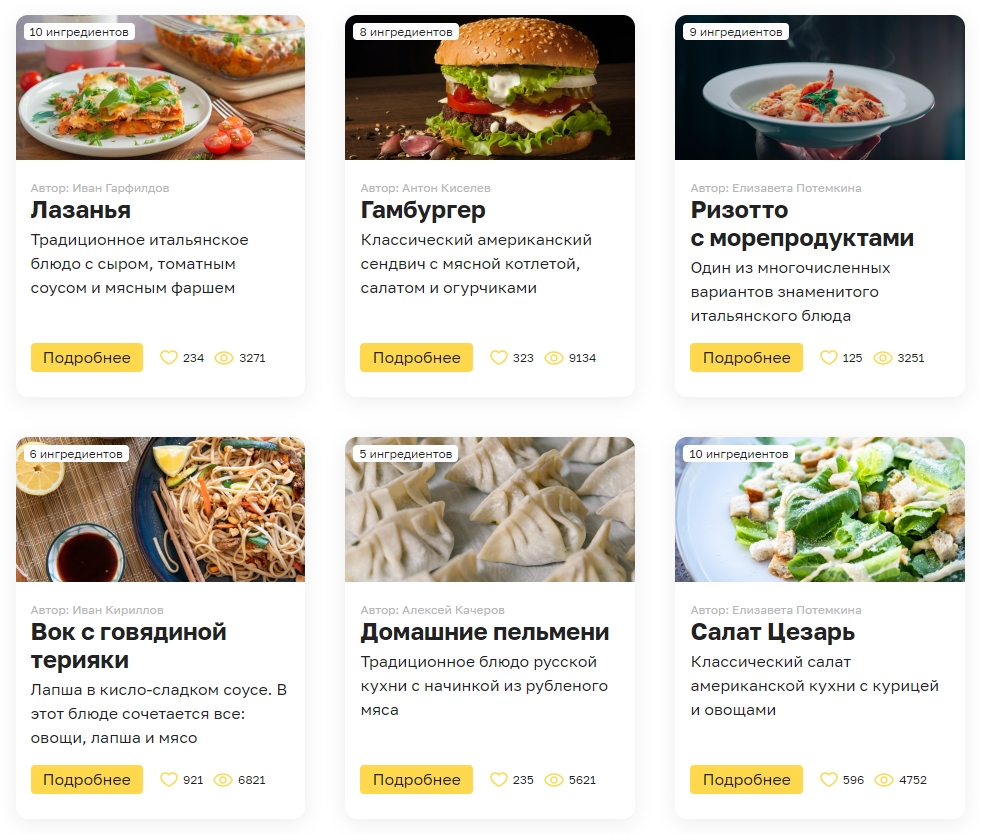 10 ингредиентов
Автор: Иван Гарфилдов
Лазанья
Традиционное итальянское
блюдо с сыром, томатным
соусом и мясным фаршем
Подробнее 234 3271
8 ингредиентов
Автор: Антон Киселев
Гамбургер
Классический американский
сендвич с мясной котлетой,
салатом и огурчиками
Подробнее 323 9134
9 ингредиентов
Автор: Елизавета Потемкина
Ризотто
с морепродуктами
Один из многочисленных
вариантов знаменитого
итальянского блюда
Подробнее 125 3251
6 ингредиентов
Автор: Иван Кириллов
Вок с говядиной
терияки
Лапша в кисло-сладком соусе. В
этот блюде сочетается все:
овощи, лапша и мясо
Подробнее 921 6821
5 ингредиентов
Автор: Алексей Качеров
Домашние пельмени
Традиционное блюдо русской
кухни с начинкой из рубленого
мяса
Подробнее 235 5621
10 ингредиентов
Автор: Елизавета Потемкина
Салат Цезарь
Классический салат
американской кухни с курицей
и овощами
Подробнее 596 4752